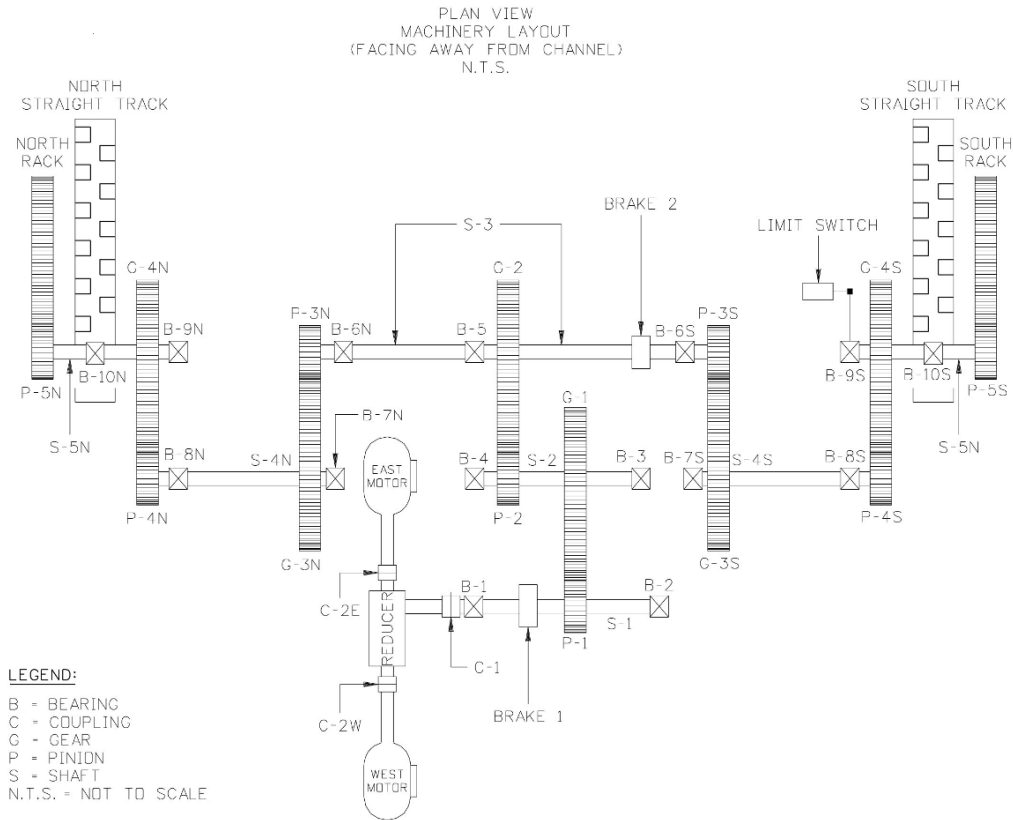 PLAN VIEW
MACHINERY LAYOUT
(FACING AWAY FROM CHANNEL)
N.T.S.
NORTH
STRAIGHT TRACK
SOUTH
STRAIGHT TRACK
NORTH
RACK
SOUTH
RACK
BRAKE 2
S-3
LIMIT SWITCH
G-4N
G-2
G-4S
P-3N
B-9N
B-6N
B-5
B-6S
P-3S
B-10N
B-9S
B-10S
P-5N
P-5S
G-1
B-7N
S-5N
S-5N
B-8N
S-4N
EAST
MOTOR
B-4
S-2
B-3
B-7S
S-4S
B-8S
P-4N
P-2
P-4S
G-3N
G-3S
C-2E
B-1
B-2
REDUCER
S-1
P-1
C-1
C-2W
BRAKE 1
WEST
MOTOR
LEGEND:
B = BEARING
C = COUPLING
G = GEAR
P = PINION
S = SHAFT
N.T.S. = NOT TO SCALE